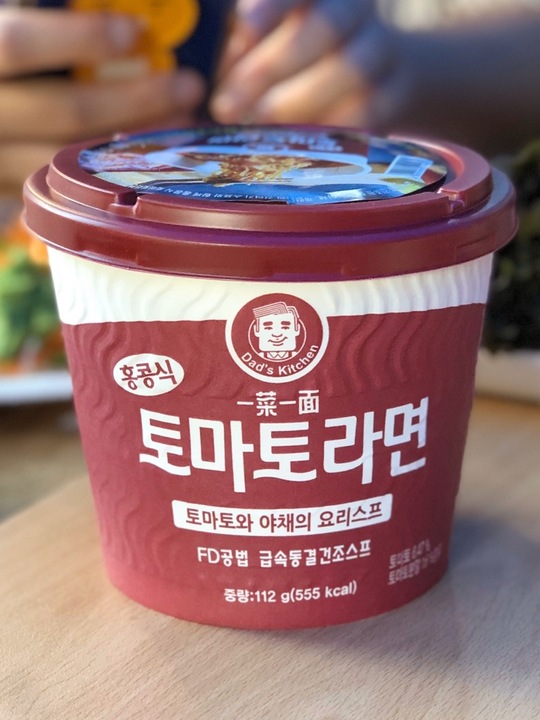 Dad's Kitchen
홍콩식
一菜一面
토마토라면
토마토와 야채의 요리스프
FD공법 급속동결건조스프
중량:112 g(555 kcal)